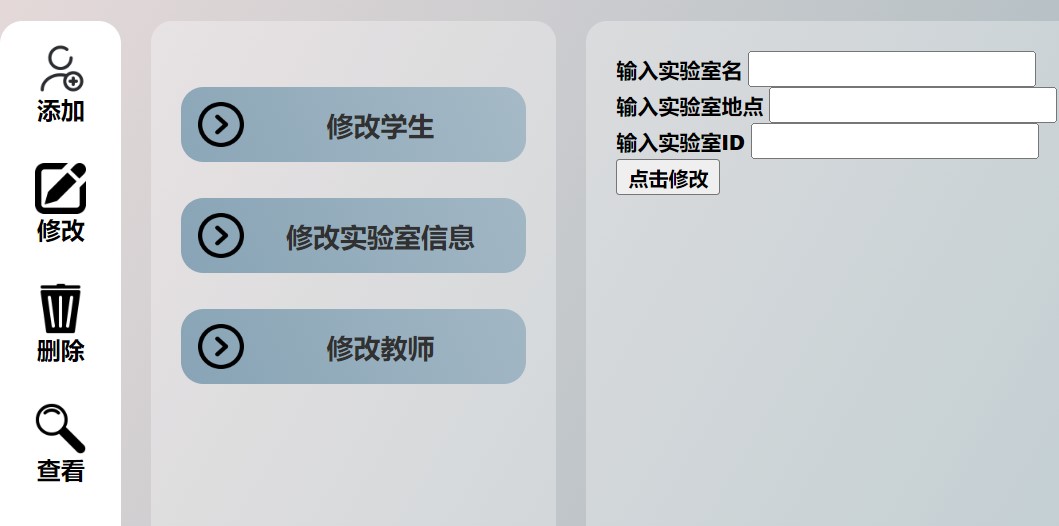 添加
修改
删除
查看
修改学生
修改实验室信息
修改教师
输入实验室名
输入实验室地点
输入实验室ID
点击修改